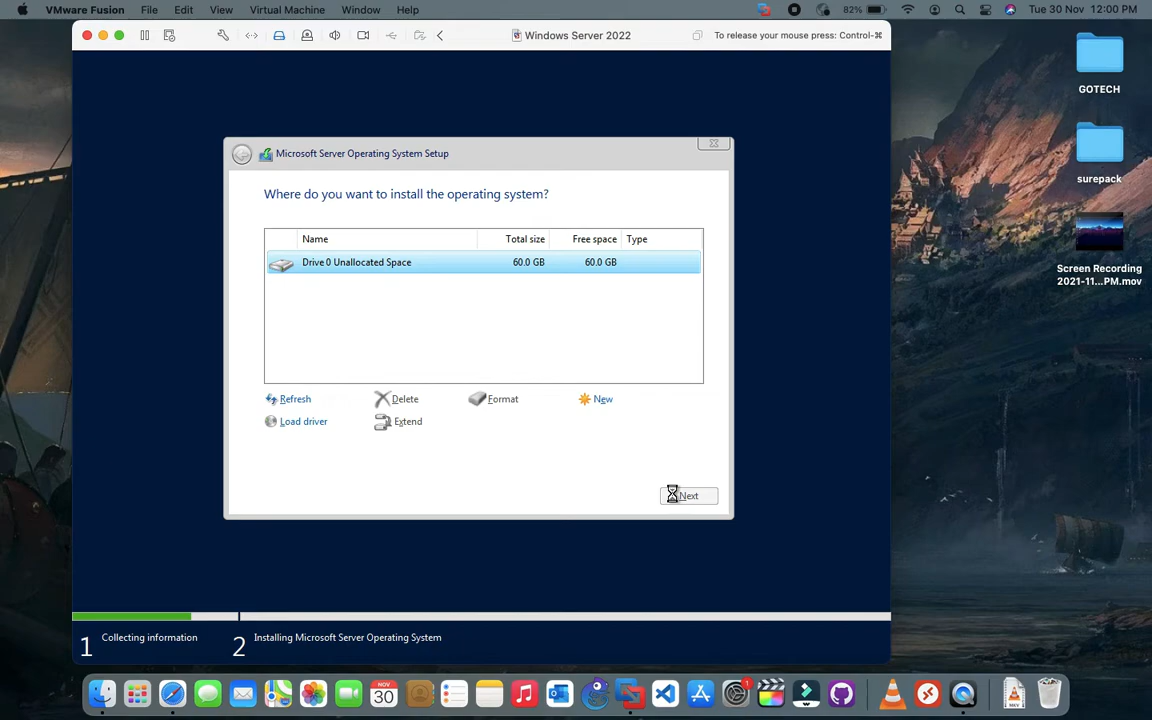 VMware Fusion File Edit View Virtual Machine Window Help 82% Tue 30 Nov 12:00 PM
Windows Server 2022 To release your mouse press: Control-⌘
GOTECH
surepack
Screen Recording
2021-11...PM.mov
Microsoft Server Operating System Setup
Where do you want to install the operating system?
Name Total size Free space Type
Drive 0 Unallocated Space 60.0 GB 60.0 GB
Refresh Delete Format New
Load driver Extend
Next
1 Collecting information 2 Installing Microsoft Server Operating System
NOV
30
1